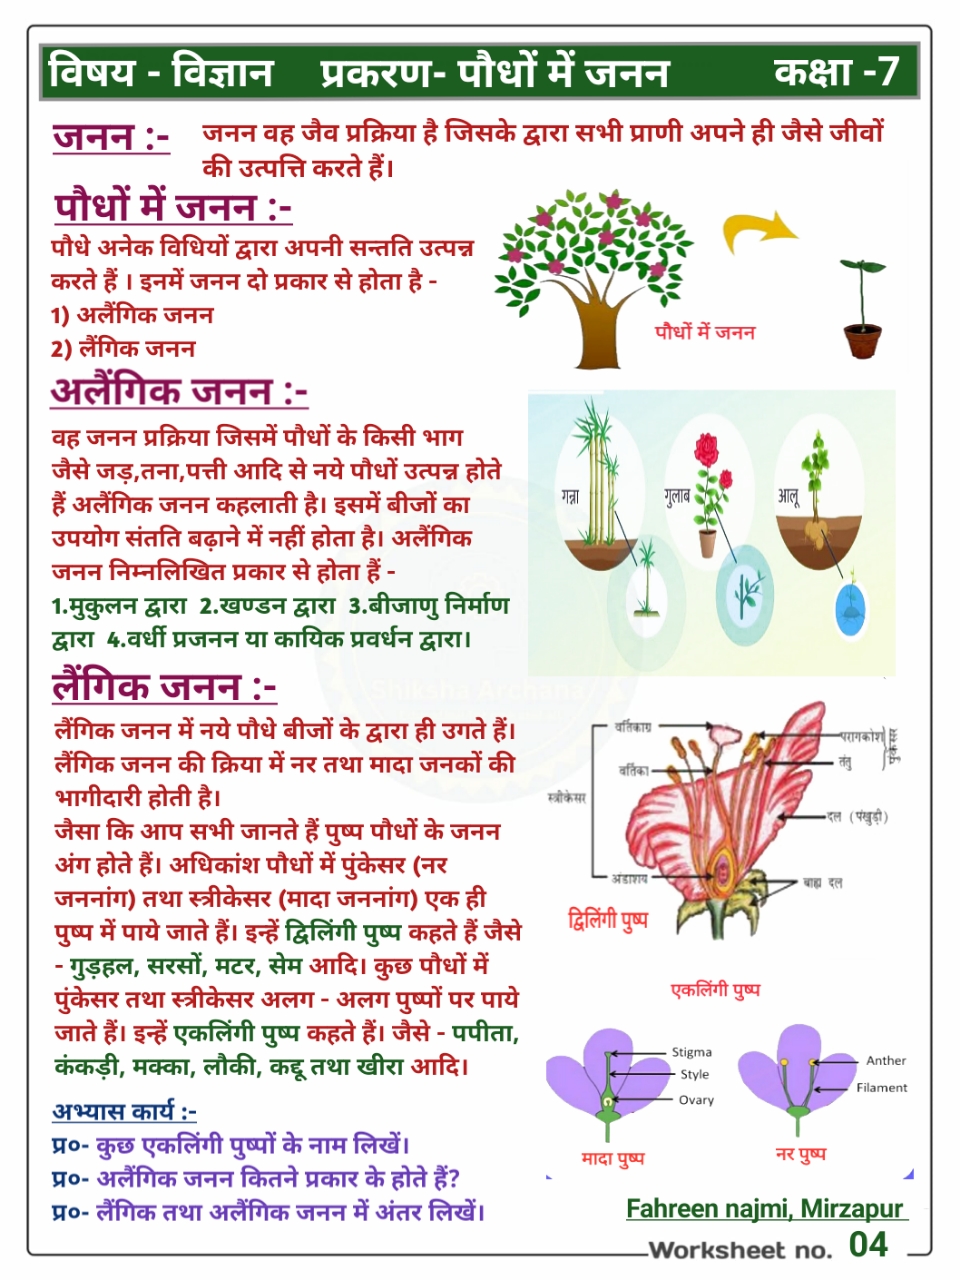 विषय - विज्ञान प्रकरण- पौधों में जनन कक्षा -7
जनन :- जनन वह जैव प्रक्रिया है जिसके द्वारा सभी प्राणी अपने ही जैसे जीवों
की उत्पत्ति करते हैं।
पौधों में जनन :-
पौधे अनेक विधियों द्वारा अपनी सन्तति उत्पन्न
करते हैं । इनमें जनन दो प्रकार से होता है -
1) अलैंगिक जनन
2) लैंगिक जनन
पौधों में जनन
अलैंगिक जनन :-
वह जनन प्रक्रिया जिसमें पौधों के किसी भाग
जैसे जड़,तना,पत्ती आदि से नये पौधों उत्पन्न होते
हैं अलैंगिक जनन कहलाती है। इसमें बीजों का
उपयोग संतति बढ़ाने में नहीं होता है। अलैंगिक
जनन निम्नलिखित प्रकार से होता हैं -
1.मुकुलन द्वारा 2.खण्डन द्वारा 3.बीजाणु निर्माण
द्वारा 4.वर्धी प्रजनन या कायिक प्रवर्धन द्वारा।
गन्ना
गुलाब
आलू
Shiksha Archana
लैंगिक जनन :-
लैंगिक जनन में नये पौधे बीजों के द्वारा ही उगते हैं।
लैंगिक जनन की क्रिया में नर तथा मादा जनकों की
भागीदारी होती है।
जैसा कि आप सभी जानते हैं पुष्प पौधों के जनन
अंग होते हैं। अधिकांश पौधों में पुंकेसर (नर
जननांग) तथा स्त्रीकेसर (मादा जननांग) एक ही
पुष्प में पाये जाते हैं। इन्हें द्विलिंगी पुष्प कहते हैं जैसे
- गुड़हल, सरसों, मटर, सेम आदि। कुछ पौधों में
पुंकेसर तथा स्त्रीकेसर अलग - अलग पुष्पों पर पाये
जाते हैं। इन्हें एकलिंगी पुष्प कहते हैं। जैसे - पपीता,
कंकड़ी, मक्का, लौकी, कद्दू तथा खीरा आदि।
वर्तिकाग्र
वर्तिका
स्त्रीकेसर
अंडाशय
परागकोश
तंतु
पुंकेसर
दल (पंखुड़ी)
बाह्य दल
द्विलिंगी पुष्प
एकलिंगी पुष्प
Stigma
Style
Ovary
मादा पुष्प
Anther
Filament
नर पुष्प
अभ्यास कार्य :-
प्र०- कुछ एकलिंगी पुष्पों के नाम लिखें।
प्र०- अलैंगिक जनन कितने प्रकार के होते हैं?
प्र०- लैंगिक तथा अलैंगिक जनन में अंतर लिखें।
Fahreen najmi, Mirzapur
Worksheet no. 04